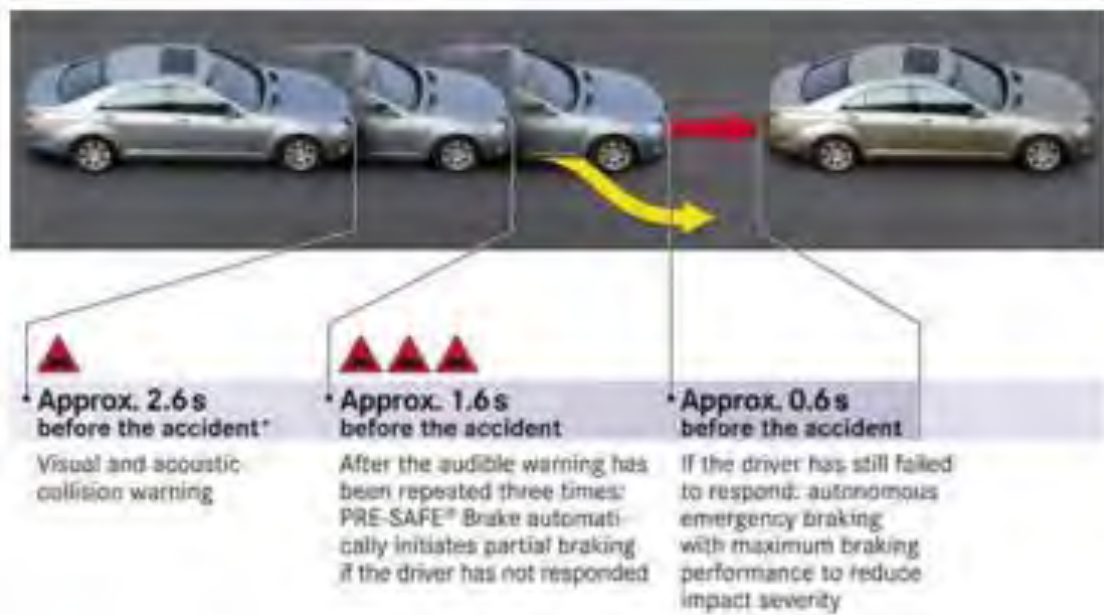 Approx. 2.6 s
before the accident*
Visual and acoustic
collision warning
Approx. 1.6 s
before the accident
After the audible warning has
been repeated three times:
PRE-SAFE® Brake automati-
cally initiates partial braking
if the driver has not responded
Approx. 0.6 s
before the accident
If the driver has still failed
to respond: autonomous
emergency braking
with maximum braking
performance to reduce
impact severity